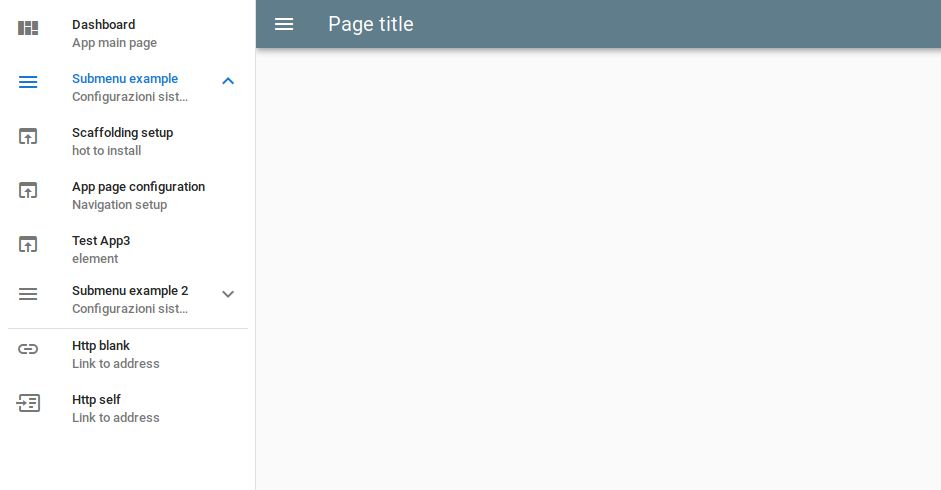 Dashboard
App main page
Submenu example
Configurazioni sist...
Scaffolding setup
hot to install
App page configuration
Navigation setup
Test App3
element
Submenu example 2
Configurazioni sist...
Http blank
Link to address
Http self
Link to address
Page title